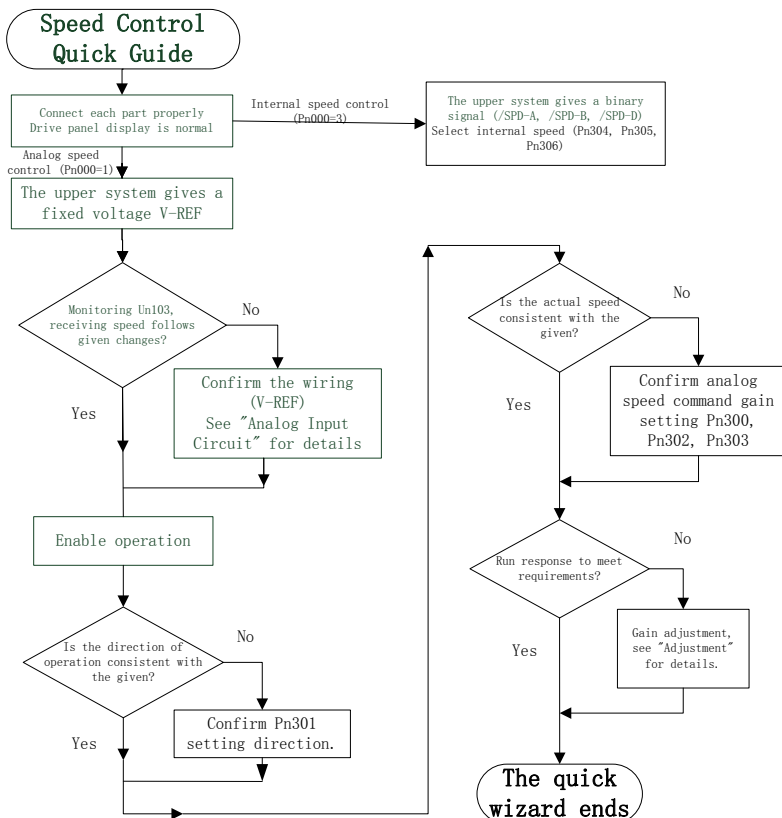 Speed Control
Quick Guide
Connect each part properly
Drive panel display is normal
Internal speed control
(Pn000=3)
The upper system gives a binary
signal (/SPD-A, /SPD-B, /SPD-D)
Select internal speed (Pn304, Pn305,
Pn306)
Analog speed
control (Pn000=1)
The upper system gives a
fixed voltage V-REF
Monitoring Un103,
receiving speed follows
given changes?
No
Yes
Confirm the wiring
(V-REF)
See "Analog Input
Circuit" for details
Enable operation
Is the direction of
operation consistent with
the given?
No
Yes
Confirm Pn301
setting direction.
Is the actual speed
consistent with the
given?
No
Yes
Confirm analog
speed command gain
setting Pn300,
Pn302, Pn303
Run response to meet
requirements?
No
Yes
Gain adjustment,
see "Adjustment"
for details.
The quick
wizard ends